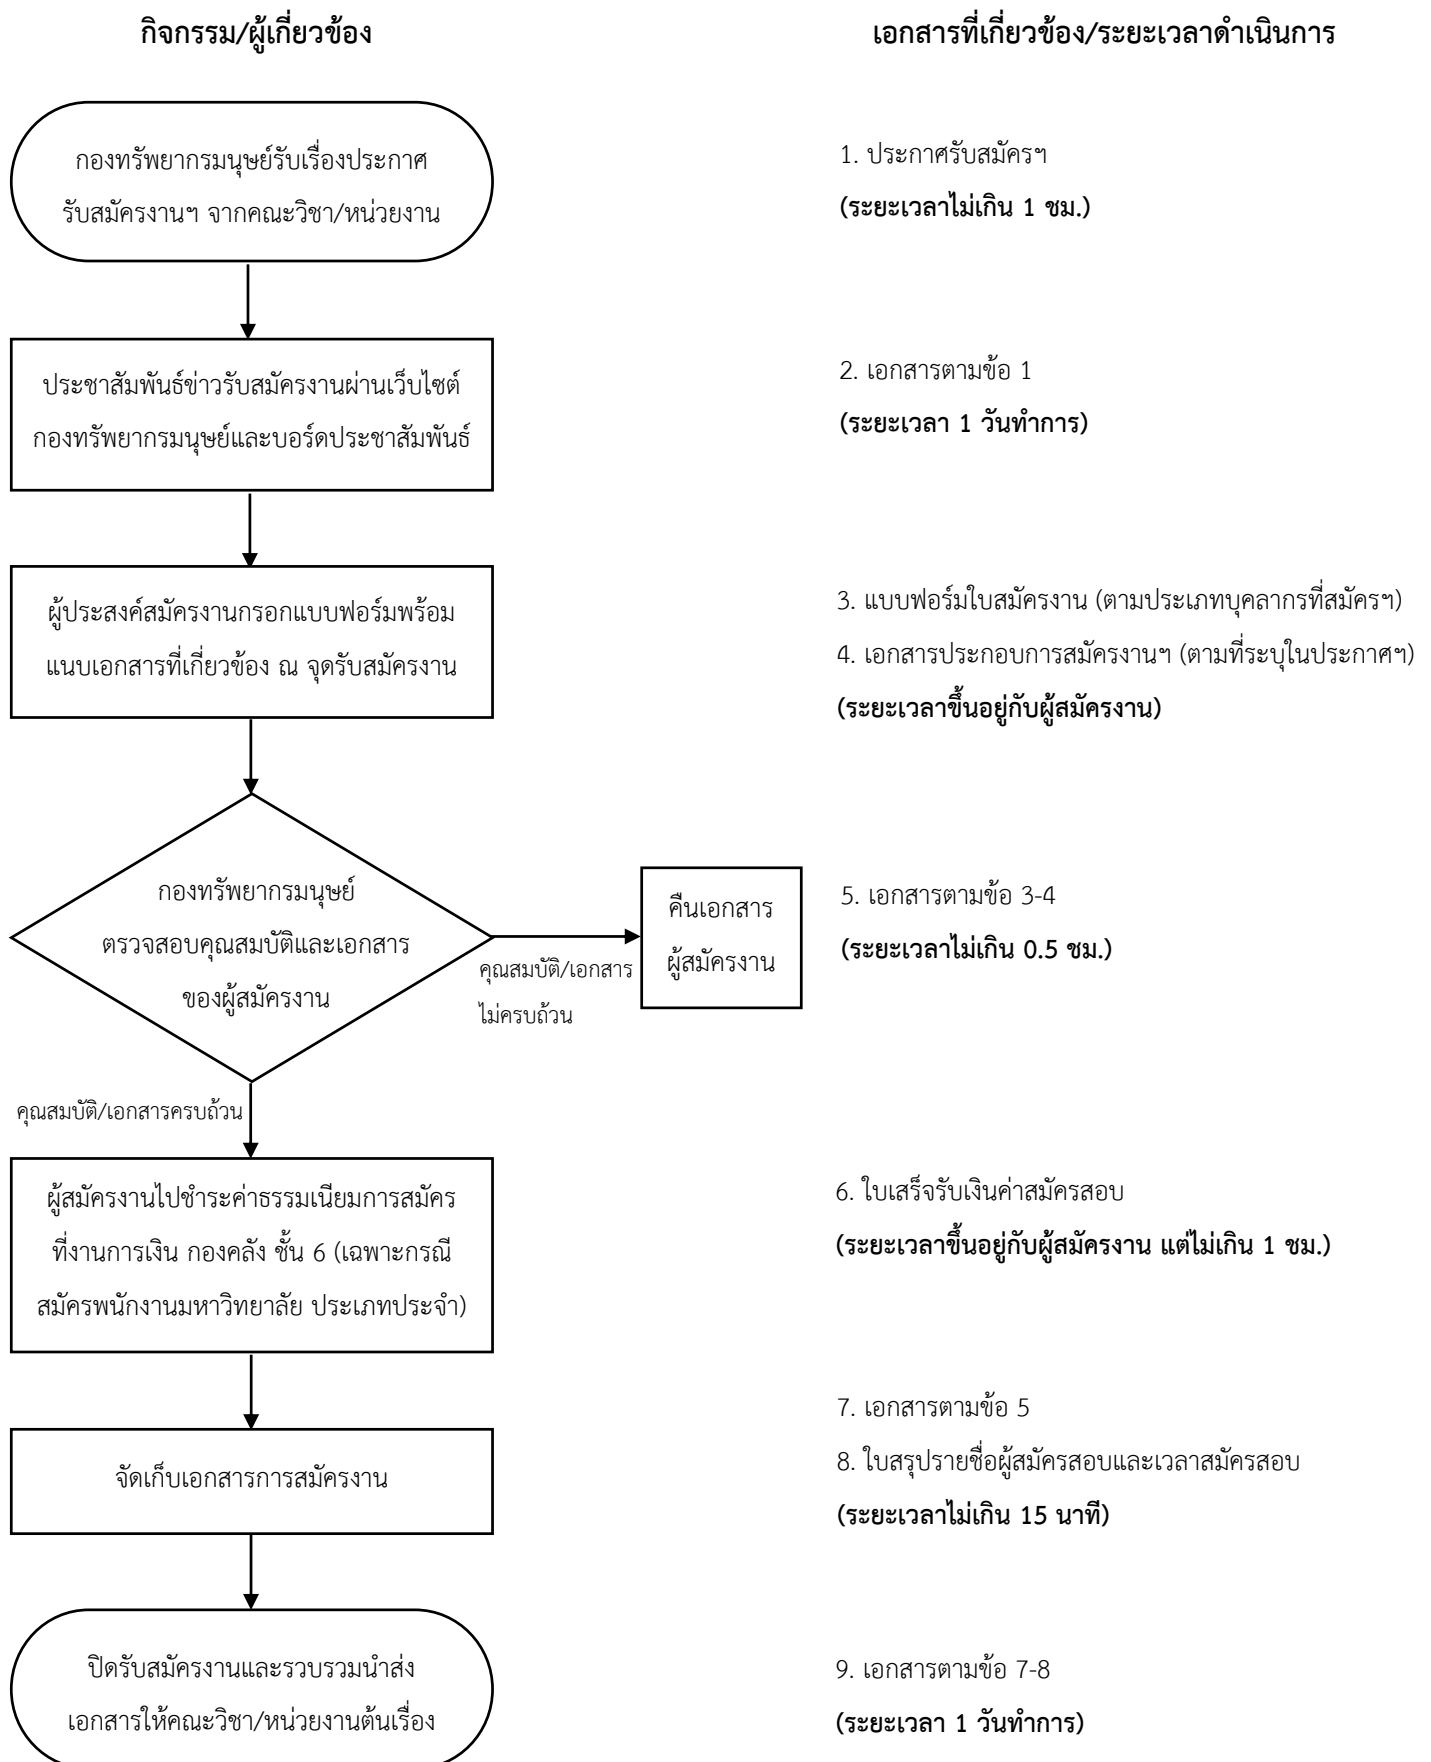 กิจกรรม/ผู้เกี่ยวข้อง
เอกสารที่เกี่ยวข้อง/ระยะเวลาดำเนินการ
กองทรัพยากรมนุษย์รับเรื่องประกาศ
รับสมัครงานฯ จากคณะวิชา/หน่วยงาน
1. ประกาศรับสมัครฯ
(ระยะเวลาไม่เกิน 1 ชม.)
ประชาสัมพันธ์ข่าวรับสมัครงานผ่านเว็บไซต์
กองทรัพยากรมนุษย์และบอร์ดประชาสัมพันธ์
2. เอกสารตามข้อ 1
(ระยะเวลา 1 วันทำการ)
ผู้ประสงค์สมัครงานกรอกแบบฟอร์มพร้อม
แนบเอกสารที่เกี่ยวข้อง ณ จุดรับสมัครงาน
3. แบบฟอร์มใบสมัครงาน (ตามประเภทบุคลากรที่สมัครฯ)
4. เอกสารประกอบการสมัครงานฯ (ตามที่ระบุในประกาศฯ)
(ระยะเวลาขึ้นอยู่กับผู้สมัครงาน)
กองทรัพยากรมนุษย์
ตรวจสอบคุณสมบัติและเอกสาร
ของผู้สมัครงาน
คุณสมบัติ/เอกสาร
ไม่ครบถ้วน
คืนเอกสาร
ผู้สมัครงาน
5. เอกสารตามข้อ 3-4
(ระยะเวลาไม่เกิน 0.5 ชม.)
คุณสมบัติ/เอกสารครบถ้วน
ผู้สมัครงานไปชำระค่าธรรมเนียมการสมัคร
ที่งานการเงิน กองคลัง ชั้น 6 (เฉพาะกรณี
สมัครพนักงานมหาวิทยาลัย ประเภทประจำ)
6. ใบเสร็จรับเงินค่าสมัครสอบ
(ระยะเวลาขึ้นอยู่กับผู้สมัครงาน แต่ไม่เกิน 1 ชม.)
จัดเก็บเอกสารการสมัครงาน
7. เอกสารตามข้อ 5
8. ใบสรุปรายชื่อผู้สมัครสอบและเวลาสมัครสอบ
(ระยะเวลาไม่เกิน 15 นาที)
ปิดรับสมัครงานและรวบรวมนำส่ง
เอกสารให้คณะวิชา/หน่วยงานต้นเรื่อง
9. เอกสารตามข้อ 7-8
(ระยะเวลา 1 วันทำการ)